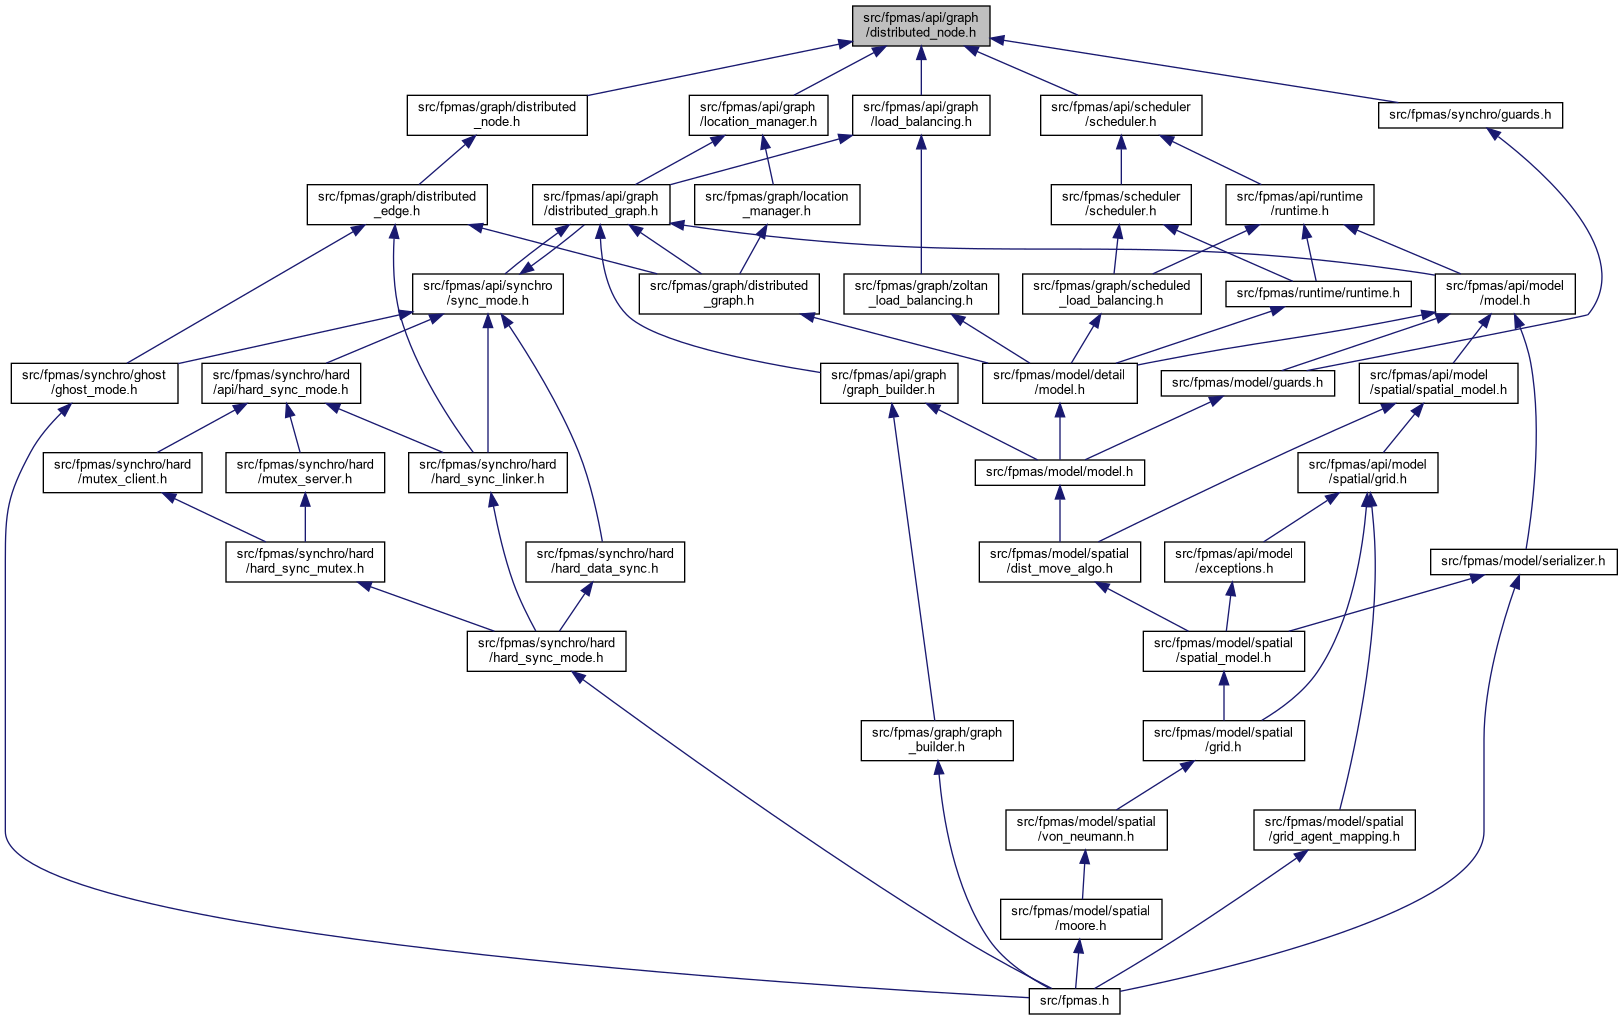 src/fpmas/api/graph
/distributed_node.h
src/fpmas/graph/distributed
_node.h
src/fpmas/api/graph
/location_manager.h
src/fpmas/api/graph
/load_balancing.h
src/fpmas/api/scheduler
/scheduler.h
src/fpmas/synchro/guards.h
src/fpmas/graph/distributed
_edge.h
src/fpmas/api/graph
/distributed_graph.h
src/fpmas/graph/location
_manager.h
src/fpmas/scheduler
/scheduler.h
src/fpmas/api/runtime
/runtime.h
src/fpmas/api/synchro
/sync_mode.h
src/fpmas/graph/distributed
_graph.h
src/fpmas/graph/zoltan
_load_balancing.h
src/fpmas/graph/scheduled
_load_balancing.h
src/fpmas/runtime/runtime.h
src/fpmas/api/model
/model.h
src/fpmas/synchro/ghost
/ghost_mode.h
src/fpmas/synchro/hard
/api/hard_sync_mode.h
src/fpmas/api/graph
/graph_builder.h
src/fpmas/model/detail
/model.h
src/fpmas/model/guards.h
src/fpmas/api/model
/spatial/spatial_model.h
src/fpmas/synchro/hard
/mutex_client.h
src/fpmas/synchro/hard
/mutex_server.h
src/fpmas/synchro/hard
/hard_sync_linker.h
src/fpmas/model/model.h
src/fpmas/api/model
/spatial/grid.h
src/fpmas/synchro/hard
/hard_sync_mutex.h
src/fpmas/synchro/hard
/hard_data_sync.h
src/fpmas/model/spatial
/dist_move_algo.h
src/fpmas/api/model
/exceptions.h
src/fpmas/model/serializer.h
src/fpmas/synchro/hard
/hard_sync_mode.h
src/fpmas/model/spatial
/spatial_model.h
src/fpmas/graph/graph
_builder.h
src/fpmas/model/spatial
/grid.h
src/fpmas/model/spatial
/von_neumann.h
src/fpmas/model/spatial
/grid_agent_mapping.h
src/fpmas/model/spatial
/moore.h
src/fpmas.h